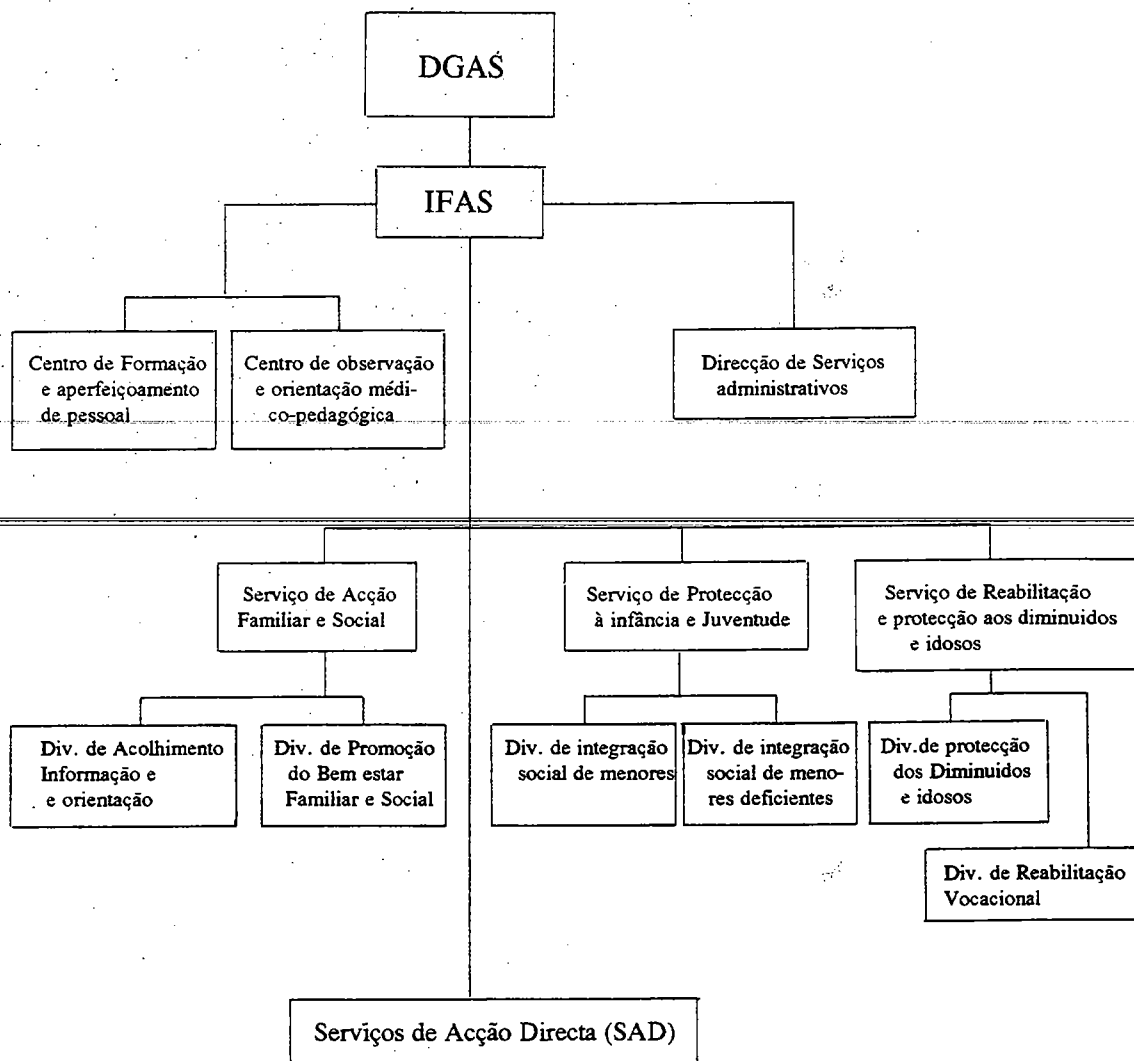 DGAS
IFAS
Centro de Formação
e aperfeiçoamento
de pessoal
Centro de observação
e orientação médi-
co-pedagógica
Direcção de Serviços
administrativos
Serviço de Acção
Familiar e Social
Serviço de Protecção
à infância e Juventude
Serviço de Reabilitação
e protecção aos diminuidos
e idosos
Div. de Acolhimento
Informação e
e orientação
Div. de Promoção
do Bem estar
Familiar e Social
Div. de integração
social de menores
Div. de integração
social de meno-
res deficientes
Div.de protecção
dos Diminuidos
e idosos
Div. de Reabilitação
Vocacional
Serviços de Acção Directa (SAD)